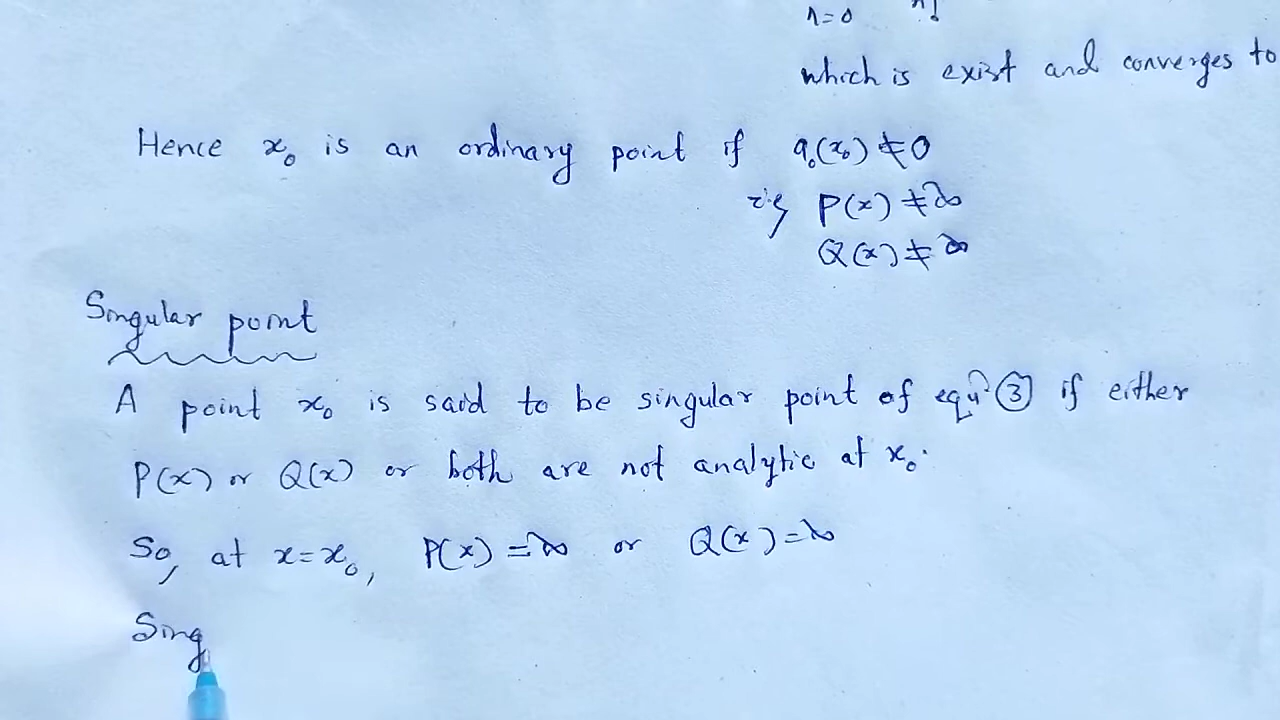 n=0 n!
which is exist and converges to
Hence x₀ is an ordinary point if a₀(x₀) ≠ 0
P(x) ≠ ∞
Q(x) ≠ ∞
Singular point
A point x₀ is said to be singular point of equⁿ ③ if either
P(x) or Q(x) or both are not analytic at x₀.
So, at x=x₀, P(x) = ∞ or Q(x) = ∞
Sing